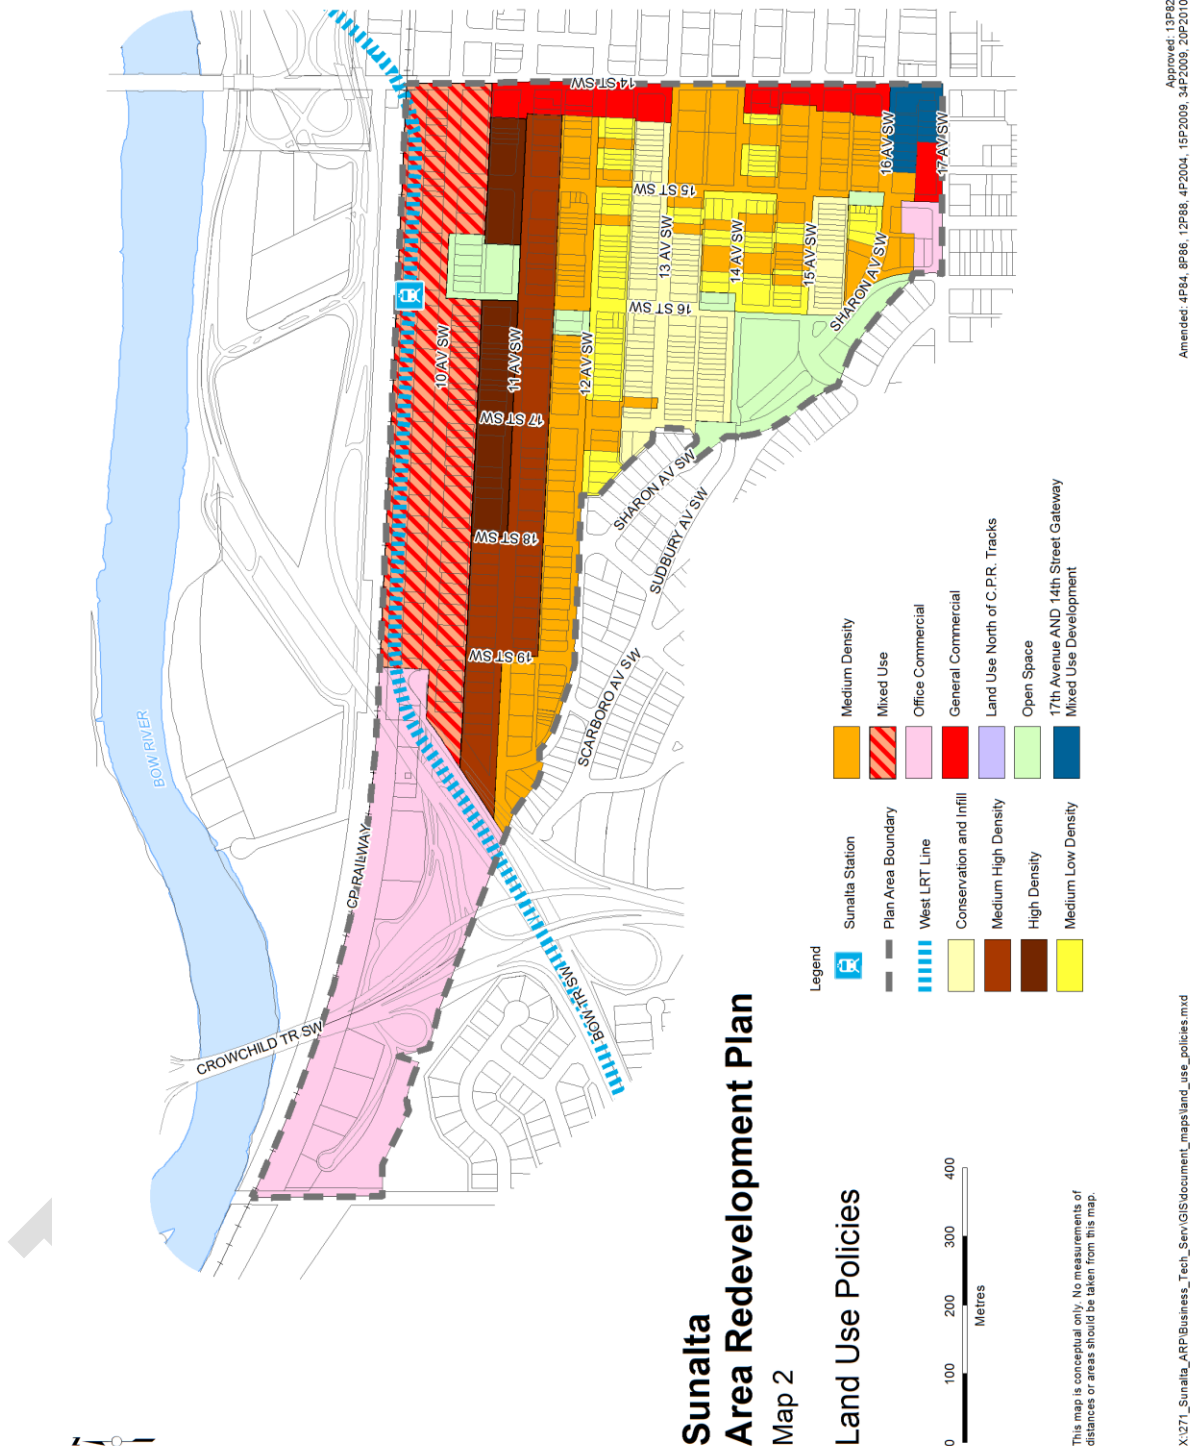 Approved: 13P82
Amended: 4P84, 8P86, 12P88, 4P2004, 15P2009, 34P2009, 20P2010
BOW RIVER
CROWCHILD TR SW
CP RAILWAY
BOW TR SW
10 AV SW
11 AV SW
12 AV SW
13 AV SW
14 AV SW
15 AV SW
16 AV SW
17 AV SW
14 ST SW
15 ST SW
16 ST SW
17 ST SW
18 ST SW
19 ST SW
SHARON AV SW
SHARON AV SW
SUDBURY AV SW
SCARBORO AV SW
Sunalta
Area Redevelopment Plan
Map 2
Land Use Policies
0 100 200 300 400
Metres
This map is conceptual only. No measurements of
distances or areas should be taken from this map.
Legend
Sunalta Station
Plan Area Boundary
West LRT Line
Conservation and Infill
Medium High Density
High Density
Medium Low Density
Medium Density
Mixed Use
Office Commercial
General Commercial
Land Use North of C.P.R. Tracks
Open Space
17th Avenue AND 14th Street Gateway
Mixed Use Development
X:\271_Sunalta_ARP\Business_Tech_Serv\GIS\document_maps\land_use_policies.mxd
N